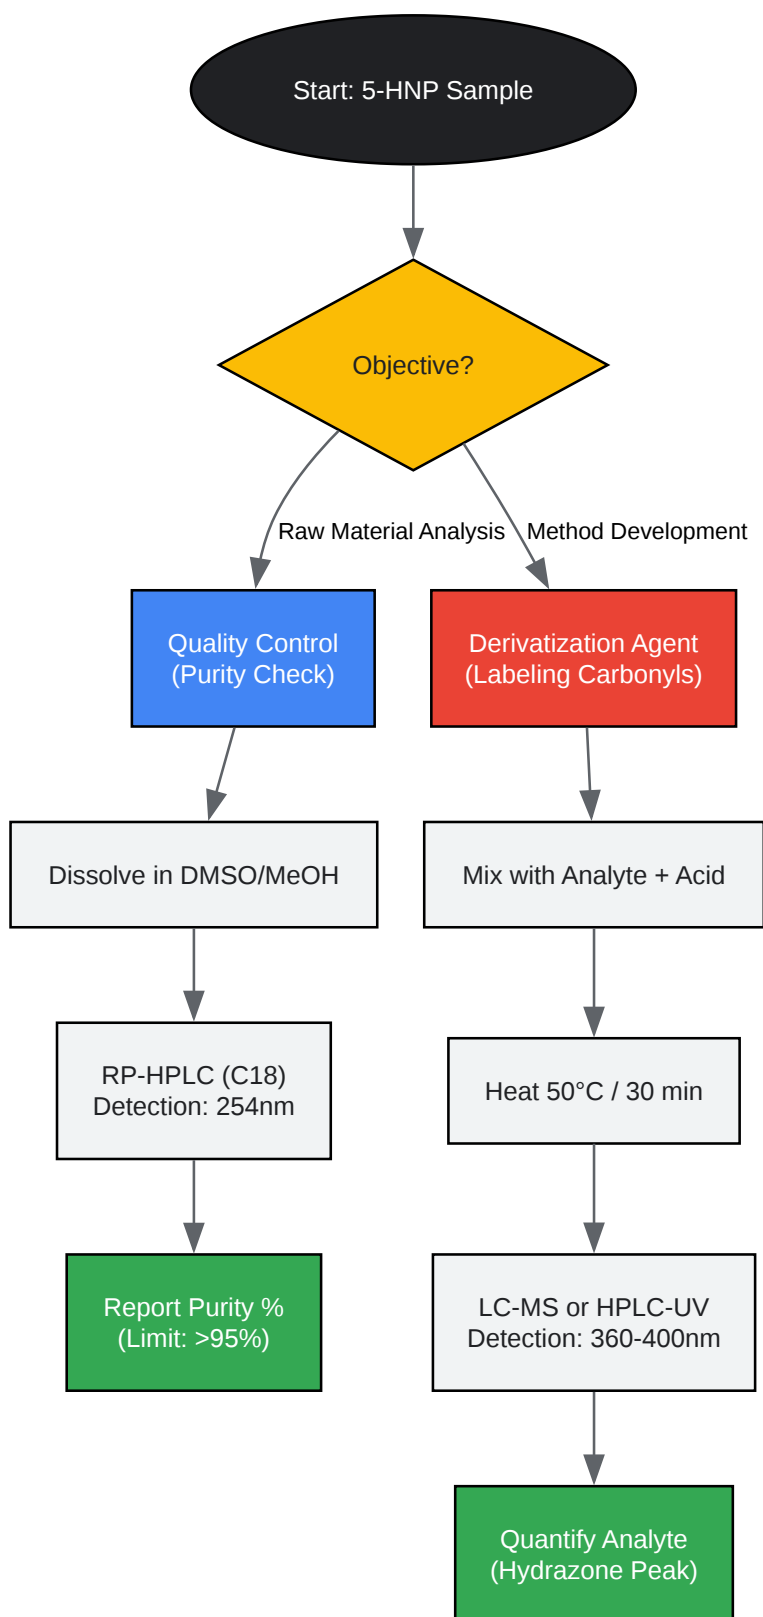 Start: 5-HNP Sample
Objective?
Raw Material Analysis
Method Development
Quality Control
(Purity Check)
Derivatization Agent
(Labeling Carbonyls)
Dissolve in DMSO/MeOH
Mix with Analyte + Acid
RP-HPLC (C18)
Detection: 254nm
Heat 50°C / 30 min
Report Purity %
(Limit: >95%)
LC-MS or HPLC-UV
Detection: 360-400nm
Quantify Analyte
(Hydrazone Peak)